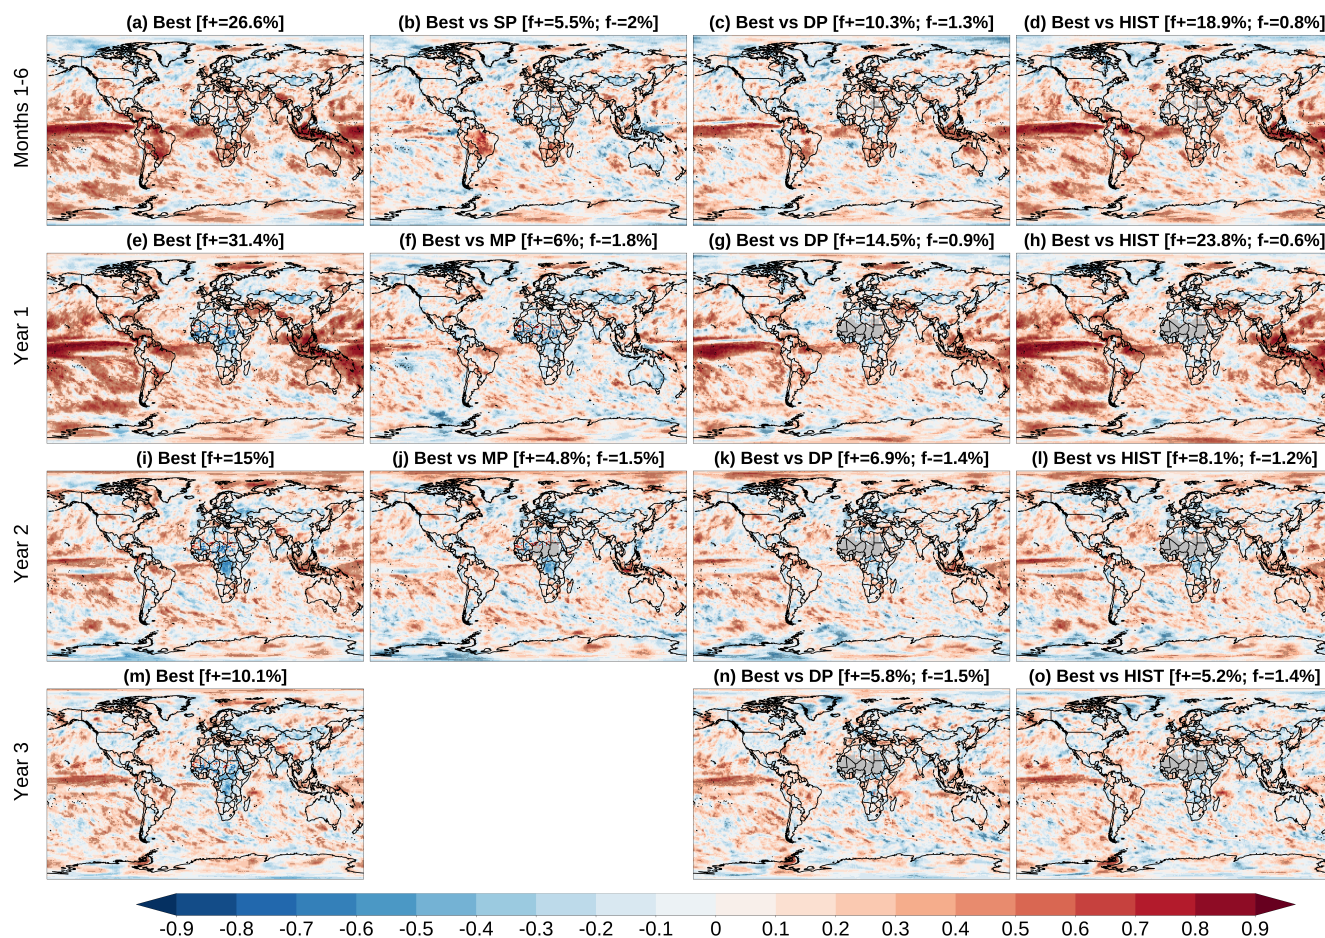 (a) Best [f+=26.6%]
(b) Best vs SP [f+=5.5%; f-=2%]
(c) Best vs DP [f+=10.3%; f-=1.3%]
(d) Best vs HIST [f+=18.9%; f-=0.8%]
Months 1-6
(e) Best [f+=31.4%]
(f) Best vs MP [f+=6%; f-=1.8%]
(g) Best vs DP [f+=14.5%; f-=0.9%]
(h) Best vs HIST [f+=23.8%; f-=0.6%]
Year 1
(i) Best [f+=15%]
(j) Best vs MP [f+=4.8%; f-=1.5%]
(k) Best vs DP [f+=6.9%; f-=1.4%]
(l) Best vs HIST [f+=8.1%; f-=1.2%]
Year 2
(m) Best [f+=10.1%]
(n) Best vs DP [f+=5.8%; f-=1.5%]
(o) Best vs HIST [f+=5.2%; f-=1.4%]
Year 3
-0.9 -0.8 -0.7 -0.6 -0.5 -0.4 -0.3 -0.2 -0.1 0 0.1 0.2 0.3 0.4 0.5 0.6 0.7 0.8 0.9